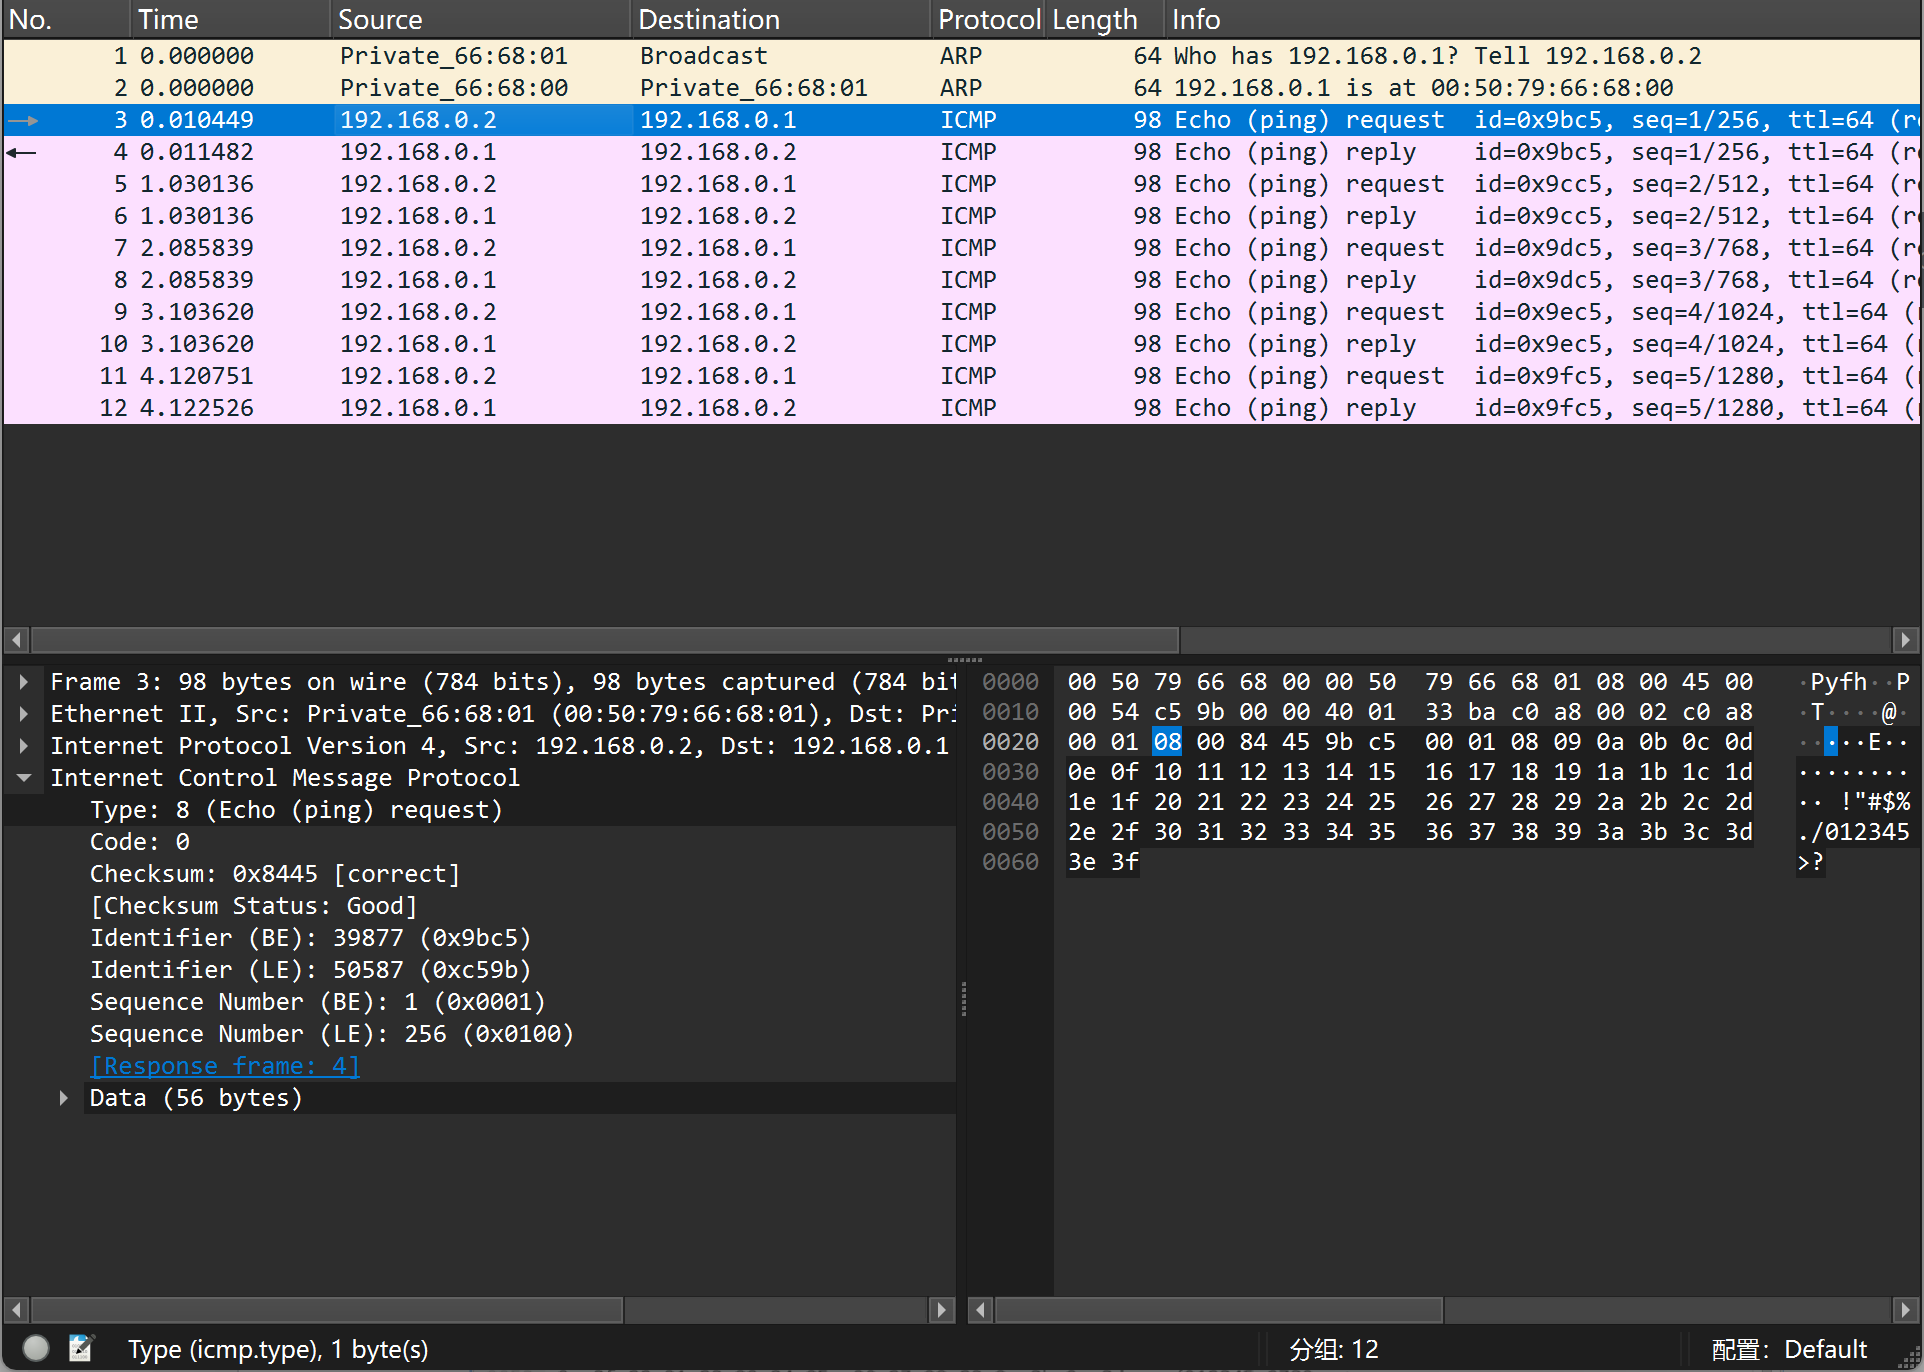 No. Time Source Destination Protocol Length Info
1 0.000000 Private_66:68:01 Broadcast ARP 64 Who has 192.168.0.1? Tell 192.168.0.2
2 0.000000 Private_66:68:00 Private_66:68:01 ARP 64 192.168.0.1 is at 00:50:79:66:68:00
3 0.010449 192.168.0.2 192.168.0.1 ICMP 98 Echo (ping) request id=0x9bc5, seq=1/256, ttl=64 (re
4 0.011482 192.168.0.1 192.168.0.2 ICMP 98 Echo (ping) reply id=0x9bc5, seq=1/256, ttl=64 (re
5 1.030136 192.168.0.2 192.168.0.1 ICMP 98 Echo (ping) request id=0x9cc5, seq=2/512, ttl=64 (re
6 1.030136 192.168.0.1 192.168.0.2 ICMP 98 Echo (ping) reply id=0x9cc5, seq=2/512, ttl=64 (re
7 2.085839 192.168.0.2 192.168.0.1 ICMP 98 Echo (ping) request id=0x9dc5, seq=3/768, ttl=64 (re
8 2.085839 192.168.0.1 192.168.0.2 ICMP 98 Echo (ping) reply id=0x9dc5, seq=3/768, ttl=64 (re
9 3.103620 192.168.0.2 192.168.0.1 ICMP 98 Echo (ping) request id=0x9ec5, seq=4/1024, ttl=64 (
10 3.103620 192.168.0.1 192.168.0.2 ICMP 98 Echo (ping) reply id=0x9ec5, seq=4/1024, ttl=64 (
11 4.120751 192.168.0.2 192.168.0.1 ICMP 98 Echo (ping) request id=0x9fc5, seq=5/1280, ttl=64 (
12 4.122526 192.168.0.1 192.168.0.2 ICMP 98 Echo (ping) reply id=0x9fc5, seq=5/1280, ttl=64 (
Frame 3: 98 bytes on wire (784 bits), 98 bytes captured (784 bit
Ethernet II, Src: Private_66:68:01 (00:50:79:66:68:01), Dst: Pri
Internet Protocol Version 4, Src: 192.168.0.2, Dst: 192.168.0.1
Internet Control Message Protocol
Type: 8 (Echo (ping) request)
Code: 0
Checksum: 0x8445 [correct]
[Checksum Status: Good]
Identifier (BE): 39877 (0x9bc5)
Identifier (LE): 50587 (0xc59b)
Sequence Number (BE): 1 (0x0001)
Sequence Number (LE): 256 (0x0100)
[Response frame: 4]
Data (56 bytes)
0000 00 50 79 66 68 00 00 50 79 66 68 01 08 00 45 00 ·Pyfh··P
0010 00 54 c5 9b 00 00 40 01 33 ba c0 a8 00 02 c0 a8 ·T····@·
0020 00 01 08 00 84 45 9b c5 00 01 08 09 0a 0b 0c 0d ·····E··
0030 0e 0f 10 11 12 13 14 15 16 17 18 19 1a 1b 1c 1d ········
0040 1e 1f 20 21 22 23 24 25 26 27 28 29 2a 2b 2c 2d ·· !"#$%
0050 2e 2f 30 31 32 33 34 35 36 37 38 39 3a 3b 3c 3d ./012345
0060 3e 3f >?
Type (icmp.type), 1 byte(s) 分组: 12 配置: Default